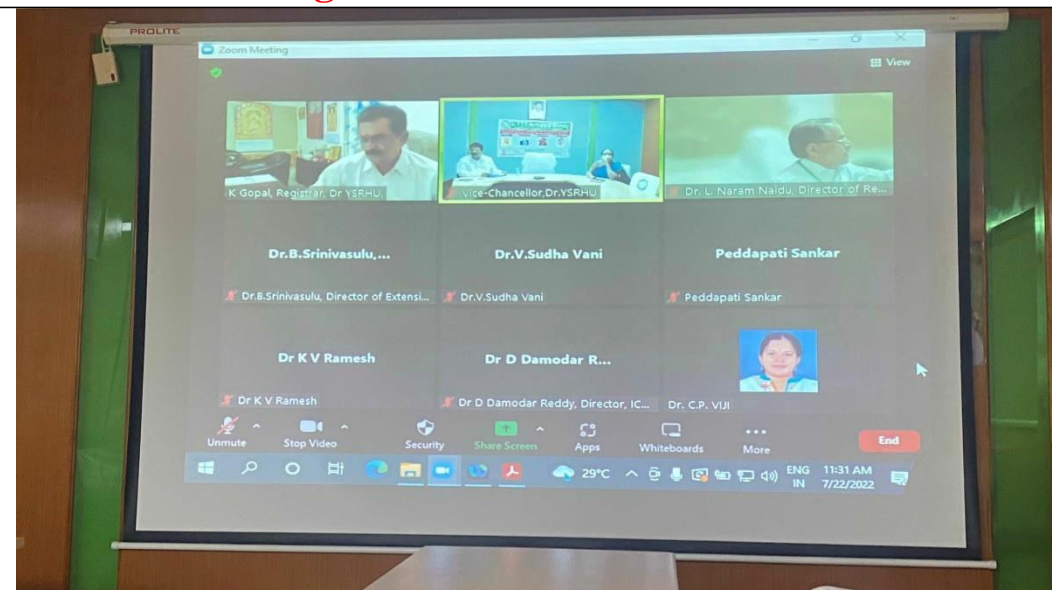 PROLITE
Zoom Meeting
View
K Gopal, Registrar, Dr YSRHU.
Vice-Chancellor,Dr.YSRHU
Dr. L. Naram Naidu, Director of Re...
Dr.B.Srinivasulu,...
Dr.V.Sudha Vani
Peddapati Sankar
Dr.B.Srinivasulu, Director of Extensi...
Dr.V.Sudha Vani
Peddapati Sankar
Dr K V Ramesh
Dr D Damodar R...
Dr K V Ramesh
Dr D Damodar Reddy, Director, IC...
Dr. C.P. VIJI
Unmute
Stop Video
Security
Share Screen
Apps
Whiteboards
More
End
29°C
ENG
IN
11:31 AM
7/22/2022